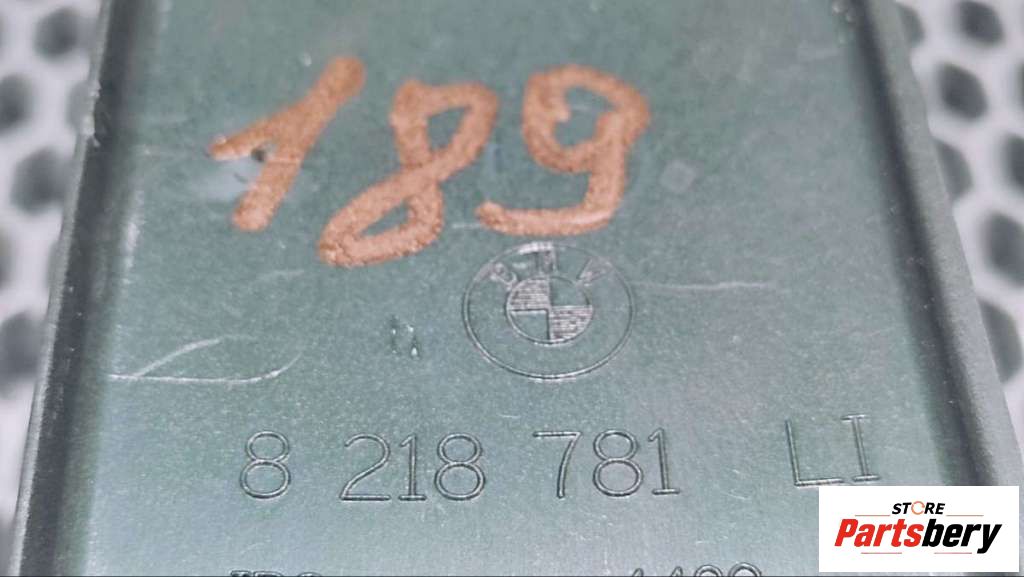 189
BMW
8 218 781 LI
STORE
Partsbery